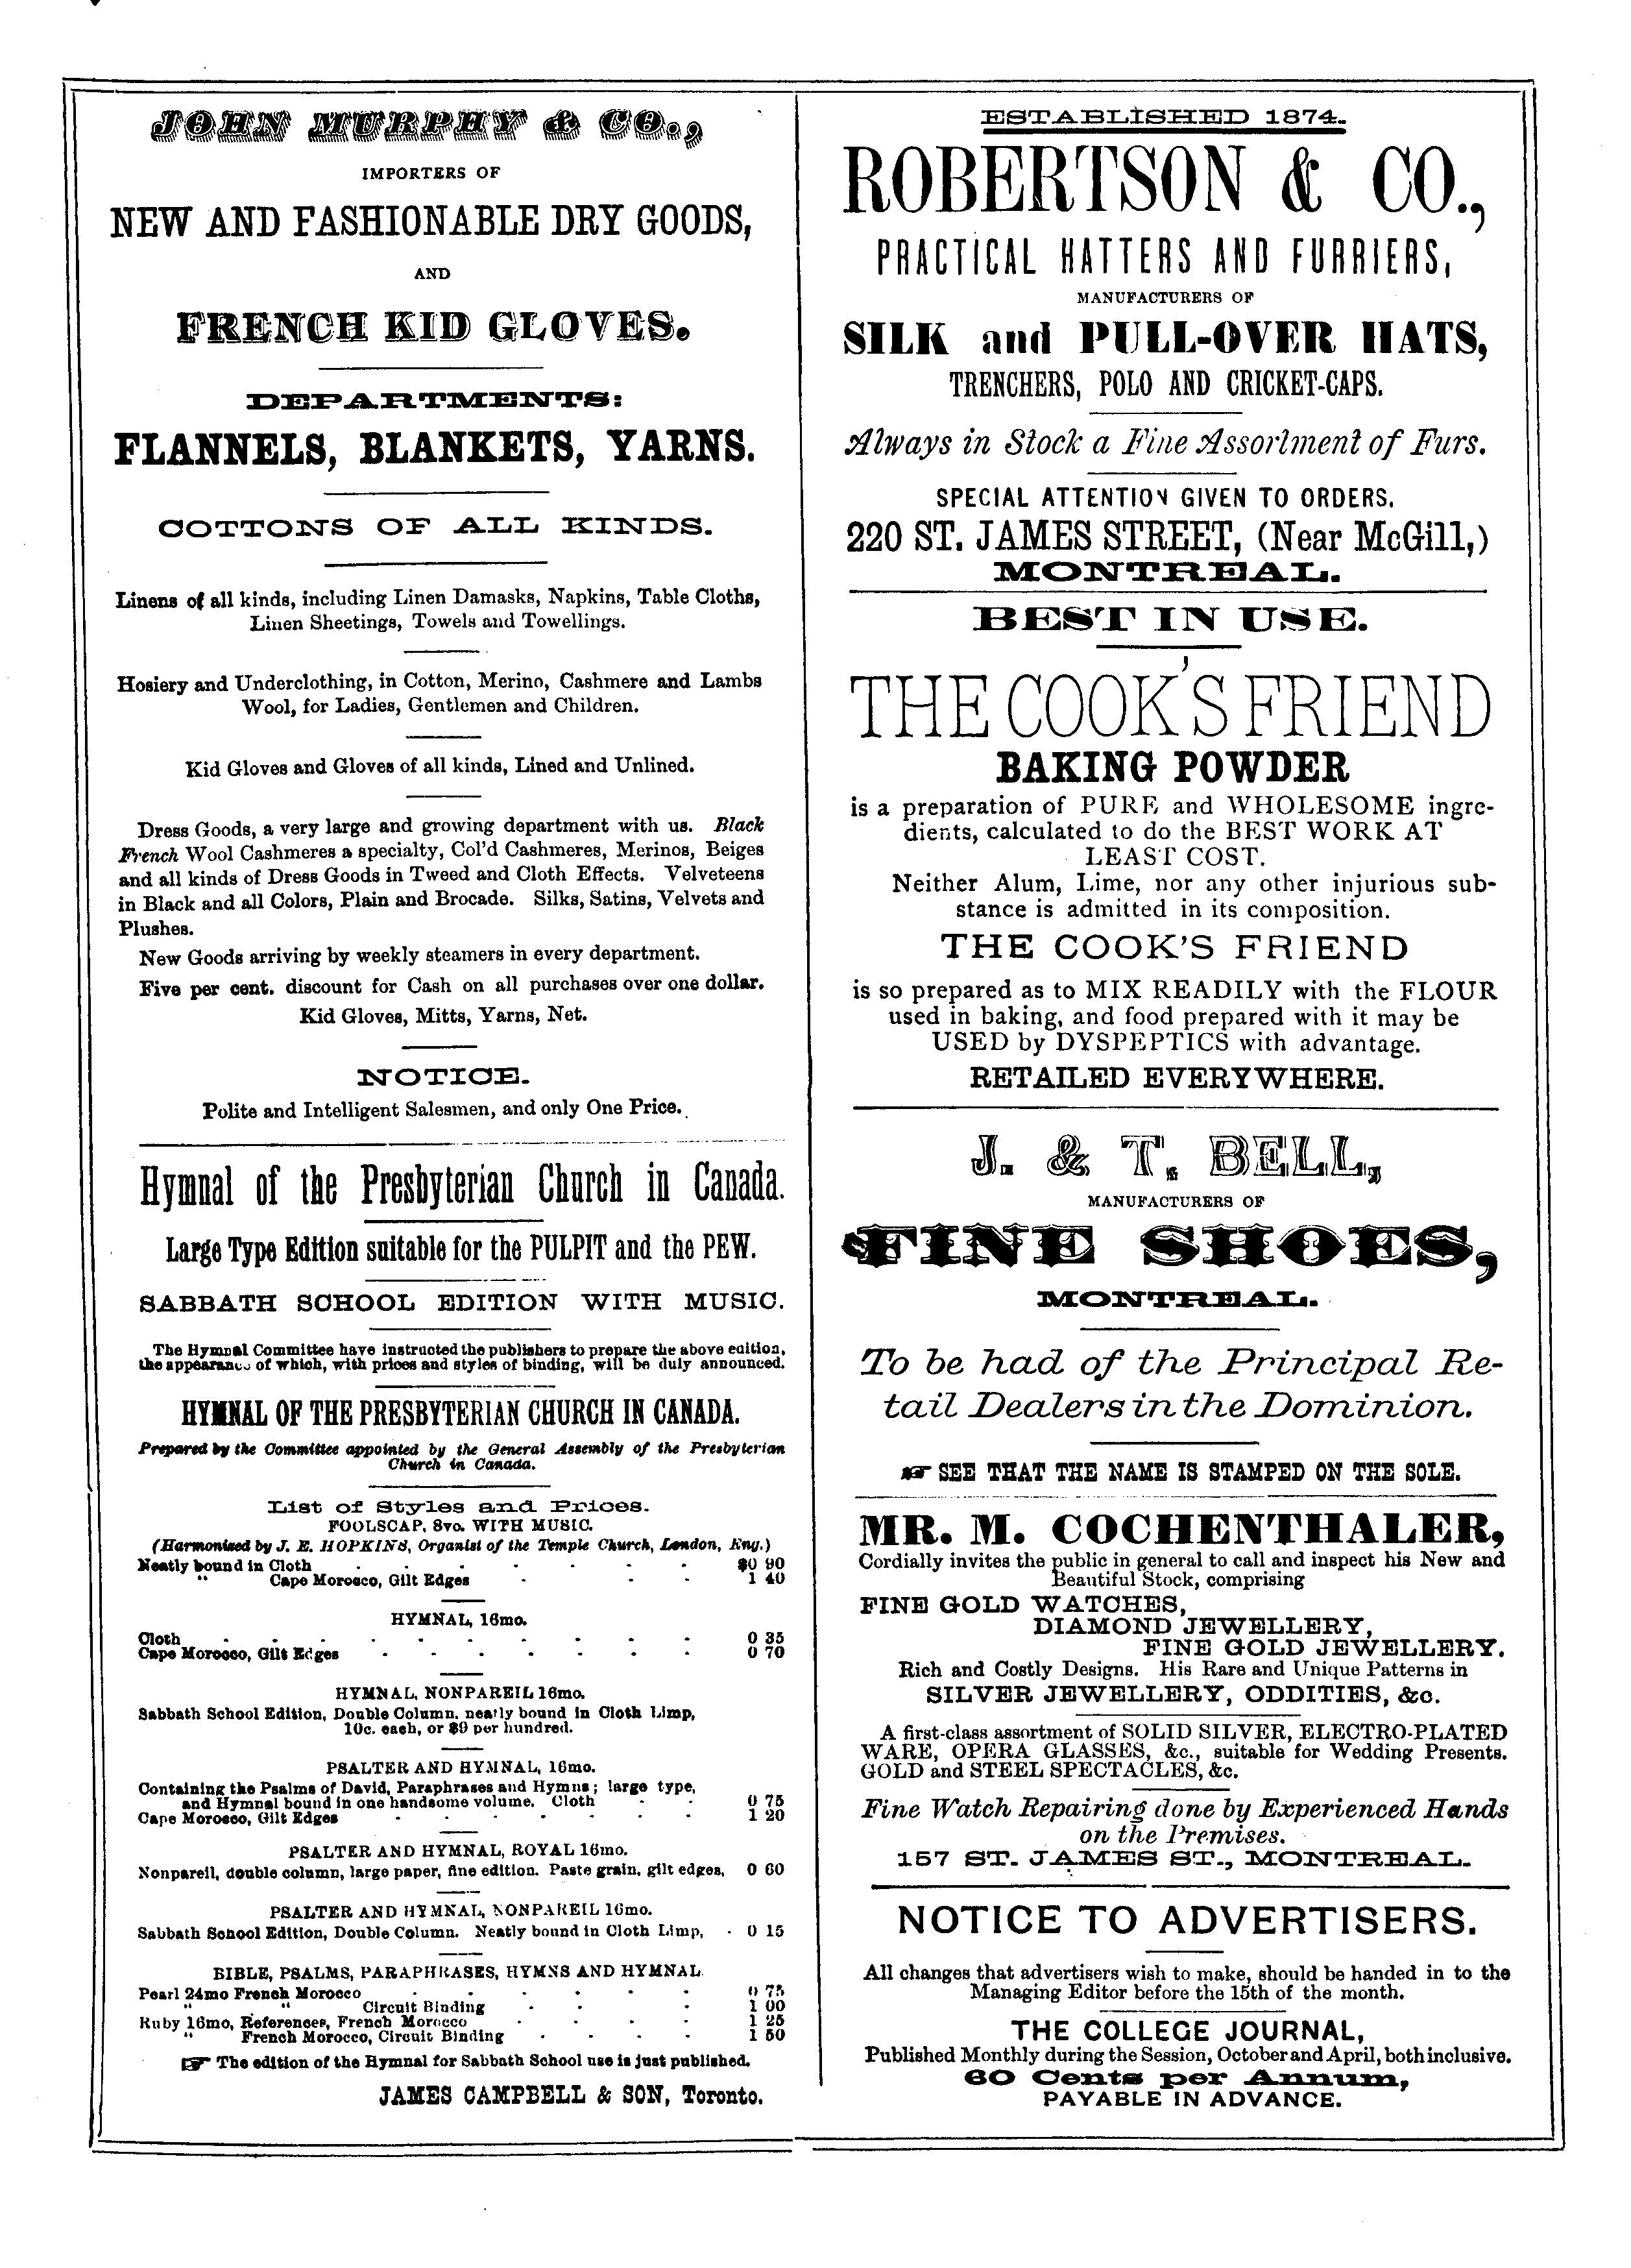 JOHN MURPHY & CO.,
IMPORTERS OF
NEW AND FASHIONABLE DRY GOODS,
AND
FRENCH KID GLOVES.
DEPARTMENTS:
FLANNELS, BLANKETS, YARNS.
COTTONS OF ALL KINDS.
Linens of all kinds, including Linen Damasks, Napkins, Table Cloths,
Linen Sheetings, Towels and Towellings.
Hosiery and Underclothing, in Cotton, Merino, Cashmere and Lambs
Wool, for Ladies, Gentlemen and Children.
Kid Gloves and Gloves of all kinds, Lined and Unlined.
Dress Goods, a very large and growing department with us. Black
French Wool Cashmeres a specialty, Col'd Cashmeres, Merinos, Beiges
and all kinds of Dress Goods in Tweed and Cloth Effects. Velveteens
in Black and all Colors, Plain and Brocade. Silks, Satins, Velvets and
Plushes.
New Goods arriving by weekly steamers in every department.
Five per cent. discount for Cash on all purchases over one dollar.
Kid Gloves, Mitts, Yarns, Net.
NOTICE.
Polite and Intelligent Salesmen, and only One Price.
Hymnal of the Presbyterian Church in Canada.
Large Type Edition suitable for the PULPIT and the PEW.
SABBATH SCHOOL EDITION WITH MUSIC.
The Hymnal Committee have instructed the publishers to prepare the above edition,
the appearance of which, with prices and styles of binding, will be duly announced.
HYMNAL OF THE PRESBYTERIAN CHURCH IN CANADA.
Prepared by the Committee appointed by the General Assembly of the Presbyterian
Church in Canada.
List of Styles and Prices.
FOOLSCAP, 8vo. WITH MUSIC.
(Harmonized by J. E. HOPKINS, Organist of the Temple Church, London, Eng.)
Neatly bound in Cloth - - - - - - $0 90
" Cape Morocco, Gilt Edges - - - 1 40
HYMNAL, 16mo.
Cloth - - - - - - - - - - 0 35
Cape Morocco, Gilt Edges - - - - - - - 0 70
HYMNAL, NONPAREIL 16mo.
Sabbath School Edition, Double Column, neatly bound in Cloth Limp,
10c. each, or $9 per hundred.
PSALTER AND HYMNAL, 16mo.
Containing the Psalms of David, Paraphrases and Hymns; large type,
and Hymnal bound in one handsome volume. Cloth - - 0 75
Cape Morocco, Gilt Edges - - - - - - - 1 20
PSALTER AND HYMNAL, ROYAL 16mo.
Nonpareil, double column, large paper, fine edition. Paste grain, gilt edges, 0 60
PSALTER AND HYMNAL, NONPAREIL 16mo.
Sabbath School Edition, Double Column. Neatly bound in Cloth Limp, - 0 15
BIBLE, PSALMS, PARAPHRASES, HYMNS AND HYMNAL
Pearl 24mo French Morocco - - - - - - 0 75
" " Circuit Binding - - - 1 00
Ruby 16mo, References, French Morocco - - - - 1 25
" French Morocco, Circuit Binding - - - - 1 50
☞ The edition of the Hymnal for Sabbath School use is just published.
JAMES CAMPBELL & SON, Toronto.
ESTABLISHED 1874.
ROBERTSON & CO.,
PRACTICAL HATTERS AND FURRIERS,
MANUFACTURERS OF
SILK and PULL-OVER HATS,
TRENCHERS, POLO AND CRICKET-CAPS.
Always in Stock a Fine Assortment of Furs.
SPECIAL ATTENTION GIVEN TO ORDERS.
220 ST. JAMES STREET, (Near McGill,)
MONTREAL.
BEST IN USE.
THE COOK'S FRIEND
BAKING POWDER
is a preparation of PURE and WHOLESOME ingre-
dients, calculated to do the BEST WORK AT
LEAST COST.
Neither Alum, Lime, nor any other injurious sub-
stance is admitted in its composition.
THE COOK'S FRIEND
is so prepared as to MIX READILY with the FLOUR
used in baking, and food prepared with it may be
USED by DYSPEPTICS with advantage.
RETAILED EVERYWHERE.
J. & T. BELL,
MANUFACTURERS OF
FINE SHOES,
MONTREAL.
To be had of the Principal Re-
tail Dealers in the Dominion.
☞ SEE THAT THE NAME IS STAMPED ON THE SOLE.
MR. M. COCHENTHALER,
Cordially invites the public in general to call and inspect his New and
Beautiful Stock, comprising
FINE GOLD WATCHES,
DIAMOND JEWELLERY,
FINE GOLD JEWELLERY.
Rich and Costly Designs. His Rare and Unique Patterns in
SILVER JEWELLERY, ODDITIES, &c.
A first-class assortment of SOLID SILVER, ELECTRO-PLATED
WARE, OPERA GLASSES, &c., suitable for Wedding Presents.
GOLD and STEEL SPECTACLES, &c.
Fine Watch Repairing done by Experienced Hands
on the Premises.
157 ST. JAMES ST., MONTREAL.
NOTICE TO ADVERTISERS.
All changes that advertisers wish to make, should be handed in to the
Managing Editor before the 15th of the month.
THE COLLEGE JOURNAL,
Published Monthly during the Session, October and April, both inclusive.
60 Cents per Annum,
PAYABLE IN ADVANCE.